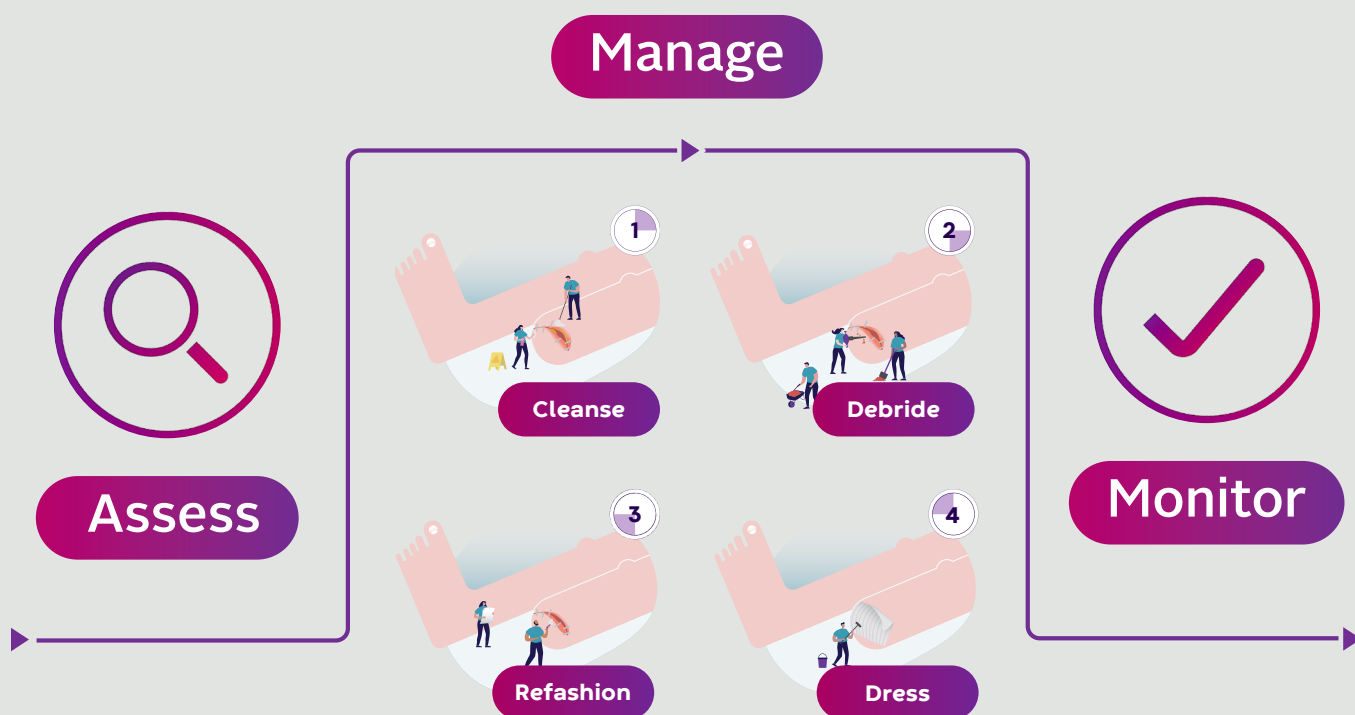 Manage
1
2
Cleanse
Debride
Assess
Monitor
3
4
Refashion
Dress